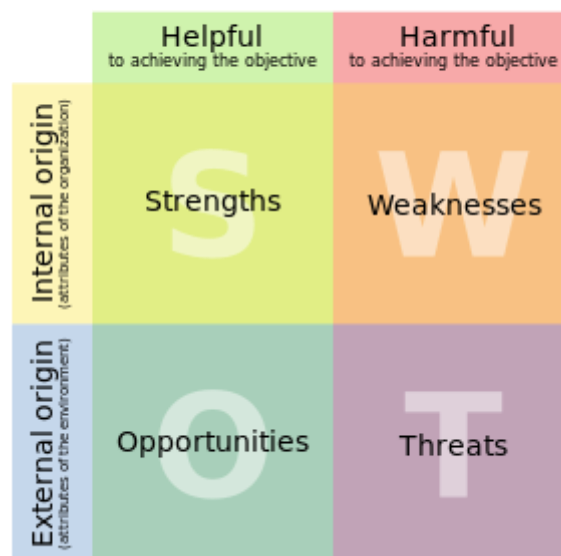 Helpful
to achieving the objective
Harmful
to achieving the objective
Internal origin
(attributes of the organization)
S
Strengths
W
Weaknesses
External origin
(attributes of the environment)
O
Opportunities
T
Threats